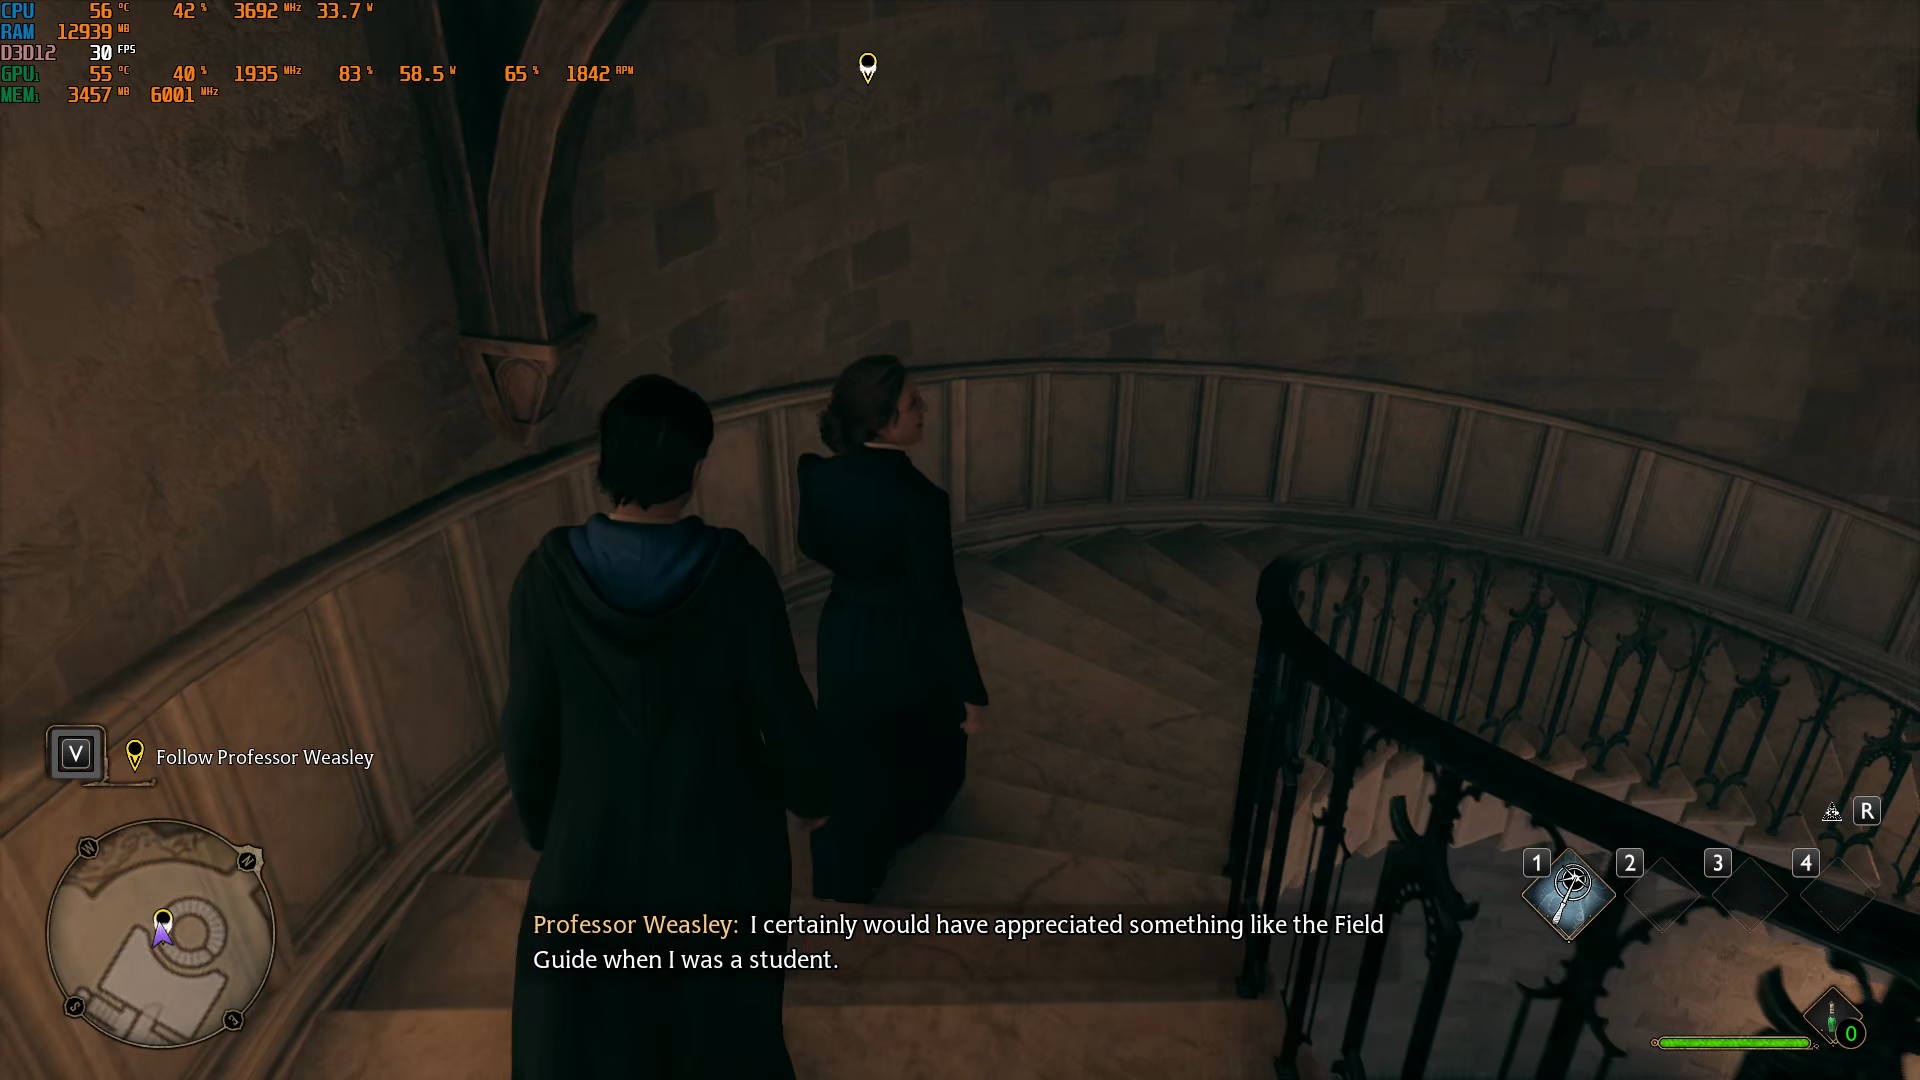 CPU 56 °C 42 % 3692 MHz 33.7 W
RAM 12939 MB
D3D12 30 FPS
GPU1 55 °C 40 % 1935 MHz 83 % 58.5 W 65 % 1842 RPM
MEM1 3457 MB 6001 MHz
V Follow Professor Weasley
R
1 2 3 4
W N
S E
Professor Weasley: I certainly would have appreciated something like the Field
Guide when I was a student.
0